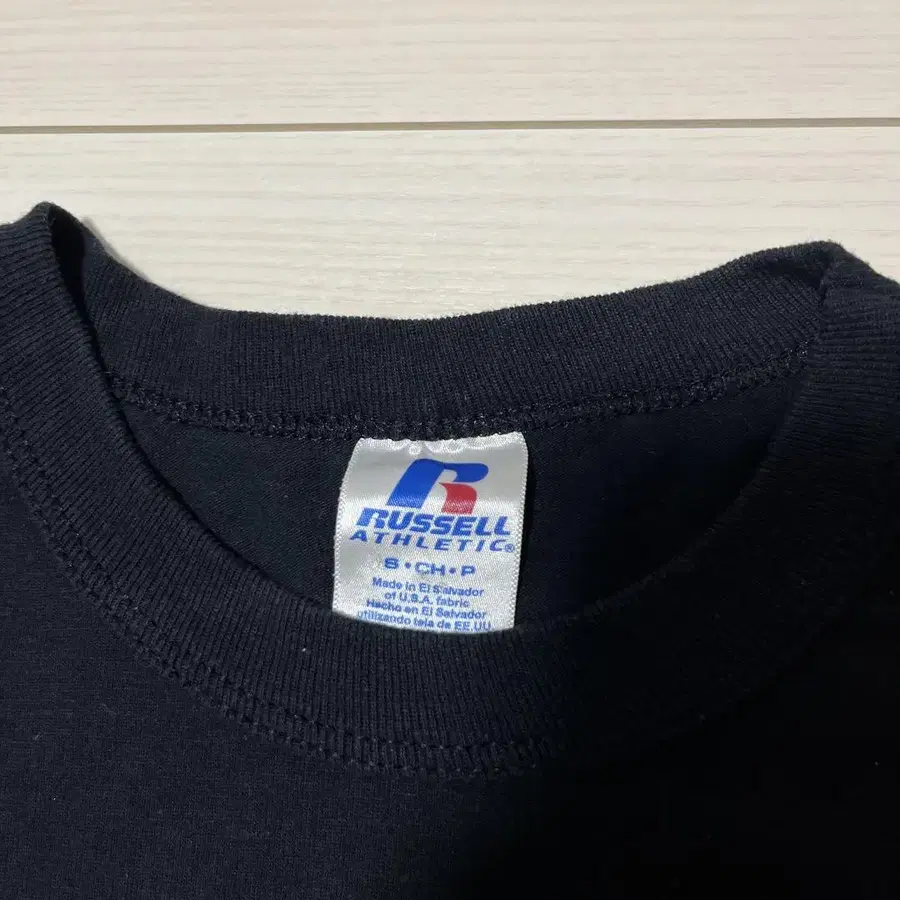 RUSSELL
ATHLETIC®
S•CH•P
Made in El Salvador
of U.S.A. fabric
Hecho en El Salvador
utilizando tela de EE.UU.